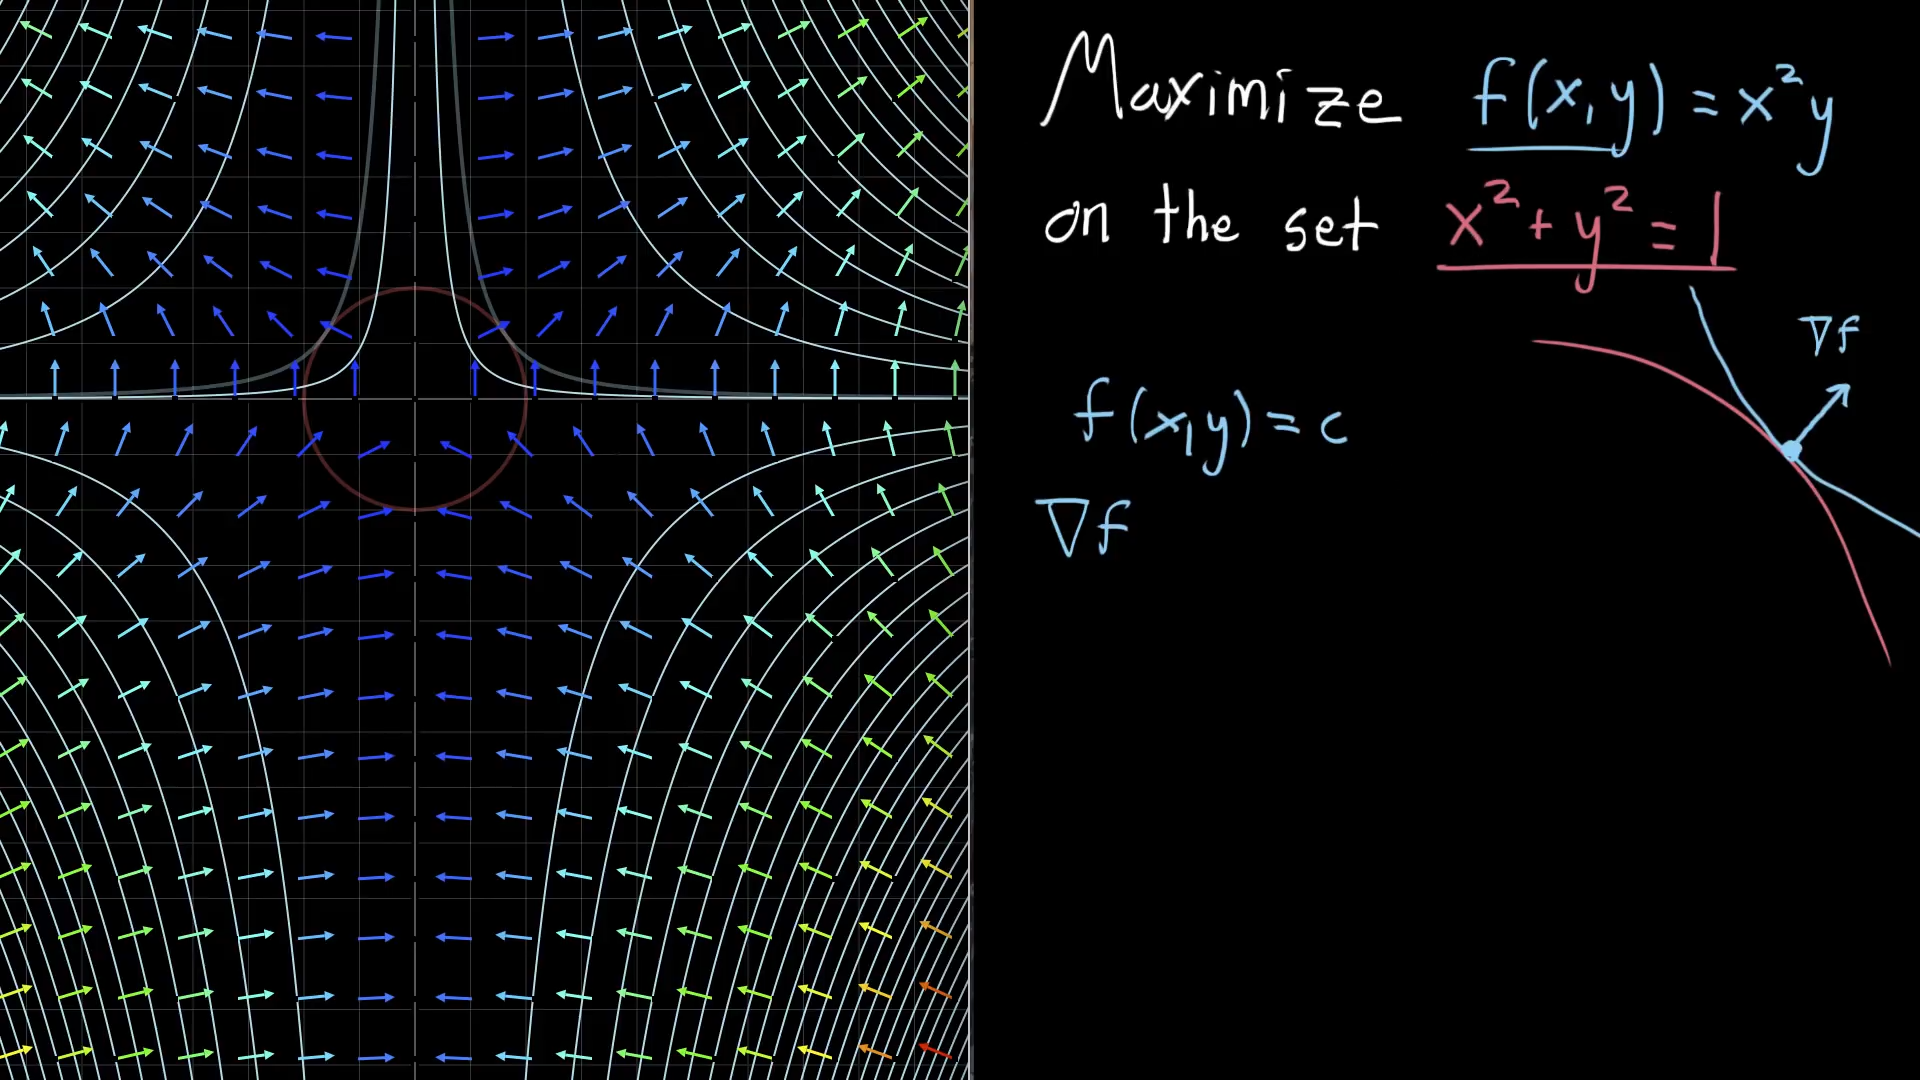 Maximize f(x,y) = x²y
on the set x² + y² = 1
∇f
f(x,y) = c
∇f